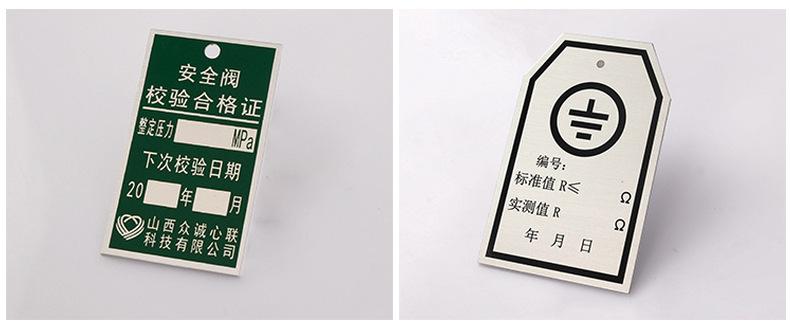 安全阀
校验合格证
整定压力 MPa
下次校验日期
20 年 月
山西众诚心联
科技有限公司
编号:
标准值 R≤ Ω
实测值 R Ω
年 月 日